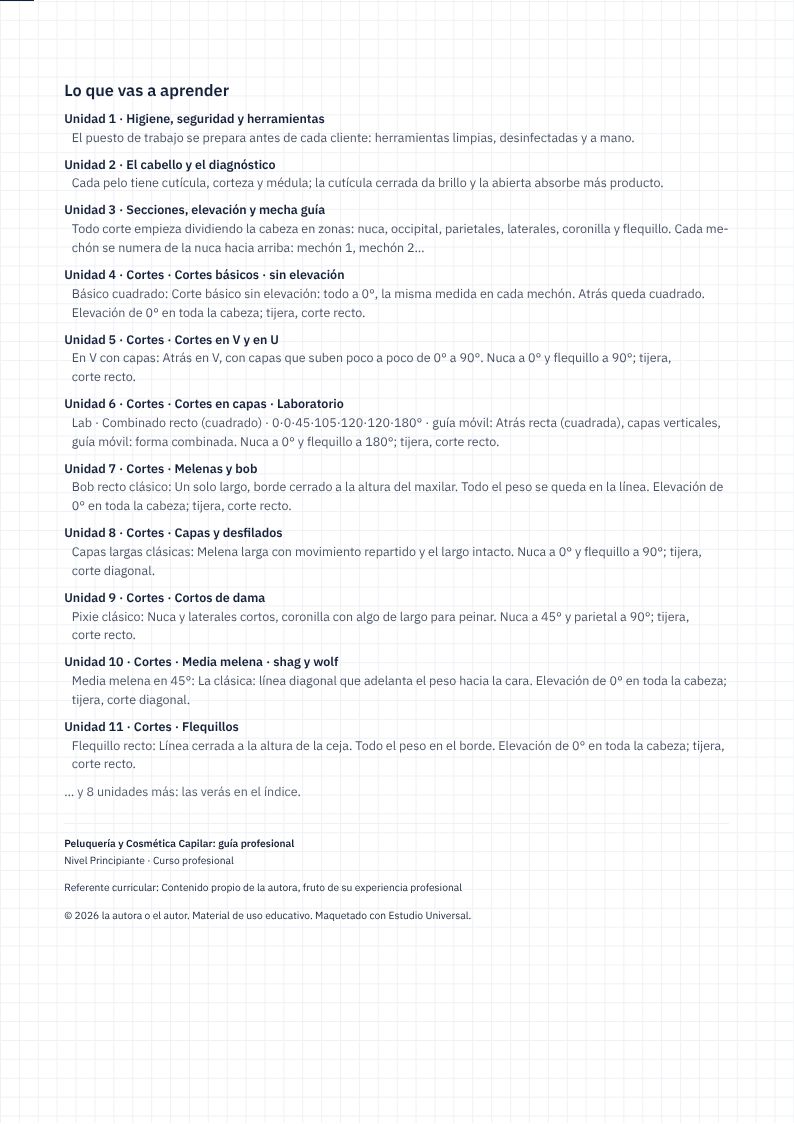 Lo que vas a aprender
Unidad 1 · Higiene, seguridad y herramientas
El puesto de trabajo se prepara antes de cada cliente: herramientas limpias, desinfectadas y a mano.
Unidad 2 · El cabello y el diagnóstico
Cada pelo tiene cutícula, corteza y médula; la cutícula cerrada da brillo y la abierta absorbe más producto.
Unidad 3 · Secciones, elevación y mecha guía
Todo corte empieza dividiendo la cabeza en zonas: nuca, occipital, parietales, laterales, coronilla y flequillo. Cada me-
chón se numera de la nuca hacia arriba: mechón 1, mechón 2…
Unidad 4 · Cortes · Cortes básicos · sin elevación
Básico cuadrado: Corte básico sin elevación: todo a 0°, la misma medida en cada mechón. Atrás queda cuadrado.
Elevación de 0° en toda la cabeza; tijera, corte recto.
Unidad 5 · Cortes · Cortes en V y en U
En V con capas: Atrás en V, con capas que suben poco a poco de 0° a 90°. Nuca a 0° y flequillo a 90°; tijera,
corte recto.
Unidad 6 · Cortes · Cortes en capas · Laboratorio
Lab · Combinado recto (cuadrado) · 0·0·45·105·120·120·180° · guía móvil: Atrás recta (cuadrada), capas verticales,
guía móvil: forma combinada. Nuca a 0° y flequillo a 180°; tijera, corte recto.
Unidad 7 · Cortes · Melenas y bob
Bob recto clásico: Un solo largo, borde cerrado a la altura del maxilar. Todo el peso se queda en la línea. Elevación de
0° en toda la cabeza; tijera, corte recto.
Unidad 8 · Cortes · Capas y desfilados
Capas largas clásicas: Melena larga con movimiento repartido y el largo intacto. Nuca a 0° y flequillo a 90°; tijera,
corte diagonal.
Unidad 9 · Cortes · Cortos de dama
Pixie clásico: Nuca y laterales cortos, coronilla con algo de largo para peinar. Nuca a 45° y parietal a 90°; tijera,
corte recto.
Unidad 10 · Cortes · Media melena · shag y wolf
Media melena en 45°: La clásica: línea diagonal que adelanta el peso hacia la cara. Elevación de 0° en toda la cabeza;
tijera, corte diagonal.
Unidad 11 · Cortes · Flequillos
Flequillo recto: Línea cerrada a la altura de la ceja. Todo el peso en el borde. Elevación de 0° en toda la cabeza; tijera,
corte recto.
… y 8 unidades más: las verás en el índice.
Peluquería y Cosmética Capilar: guía profesional
Nivel Principiante · Curso profesional
Referente curricular: Contenido propio de la autora, fruto de su experiencia profesional
© 2026 la autora o el autor. Material de uso educativo. Maquetado con Estudio Universal.